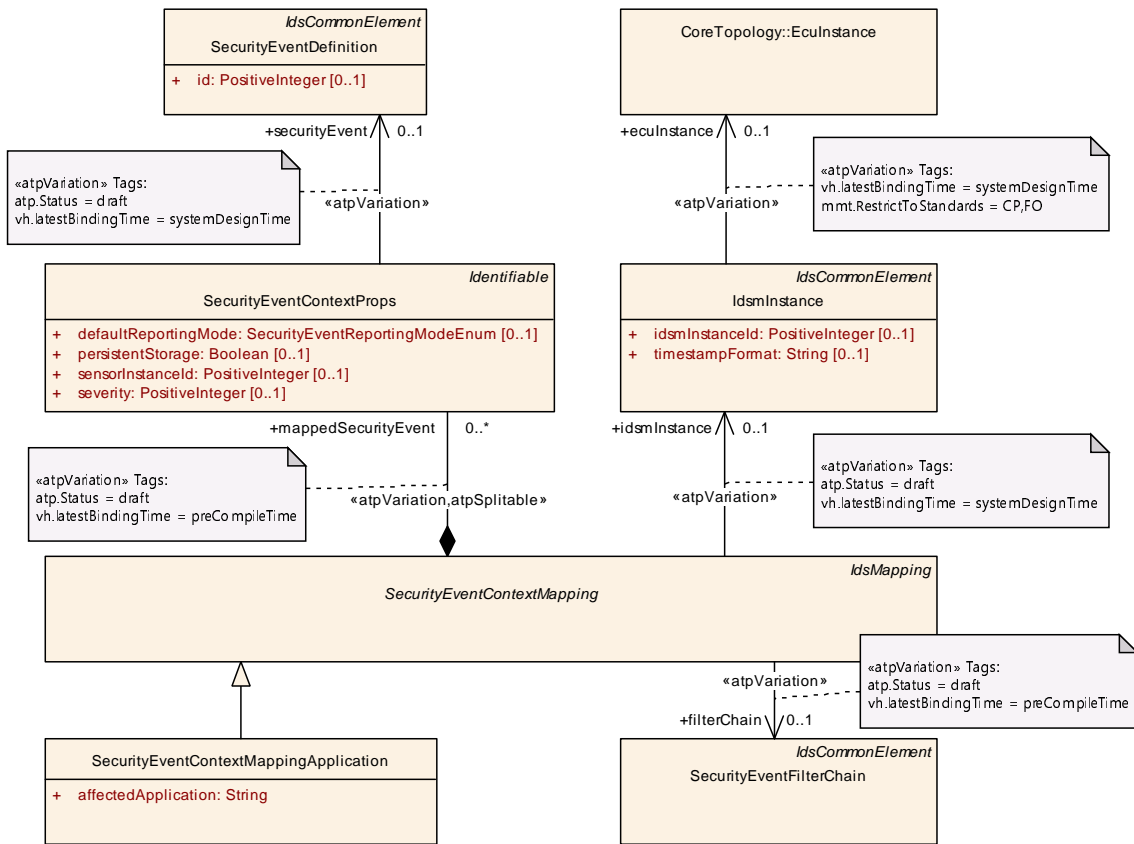 IdsCommonElement
SecurityEventDefinition
+ id: PositiveInteger [0..1]
CoreTopology::EcuInstance
+securityEvent 0..1
+ecuInstance 0..1
«atpVariation» Tags:
atp.Status = draft
vh.latestBindingTime = systemDesignTime
«atpVariation»
«atpVariation» Tags:
vh.latestBindingTime = systemDesignTime
mmt.RestrictToStandards = CP,FO
«atpVariation»
Identifiable
SecurityEventContextProps
+ defaultReportingMode: SecurityEventReportingModeEnum [0..1]
+ persistentStorage: Boolean [0..1]
+ sensorInstanceId: PositiveInteger [0..1]
+ severity: PositiveInteger [0..1]
IdsCommonElement
IdsmInstance
+ idsmInstanceId: PositiveInteger [0..1]
+ timestampFormat: String [0..1]
+mappedSecurityEvent 0..*
+idsmInstance 0..1
«atpVariation» Tags:
atp.Status = draft
vh.latestBindingTime = preCompileTime
«atpVariation,atpSplitable»
«atpVariation» Tags:
atp.Status = draft
vh.latestBindingTime = systemDesignTime
«atpVariation»
IdsMapping
SecurityEventContextMapping
«atpVariation» Tags:
atp.Status = draft
vh.latestBindingTime = preCompileTime
«atpVariation»
+filterChain 0..1
SecurityEventContextMappingApplication
+ affectedApplication: String
IdsCommonElement
SecurityEventFilterChain